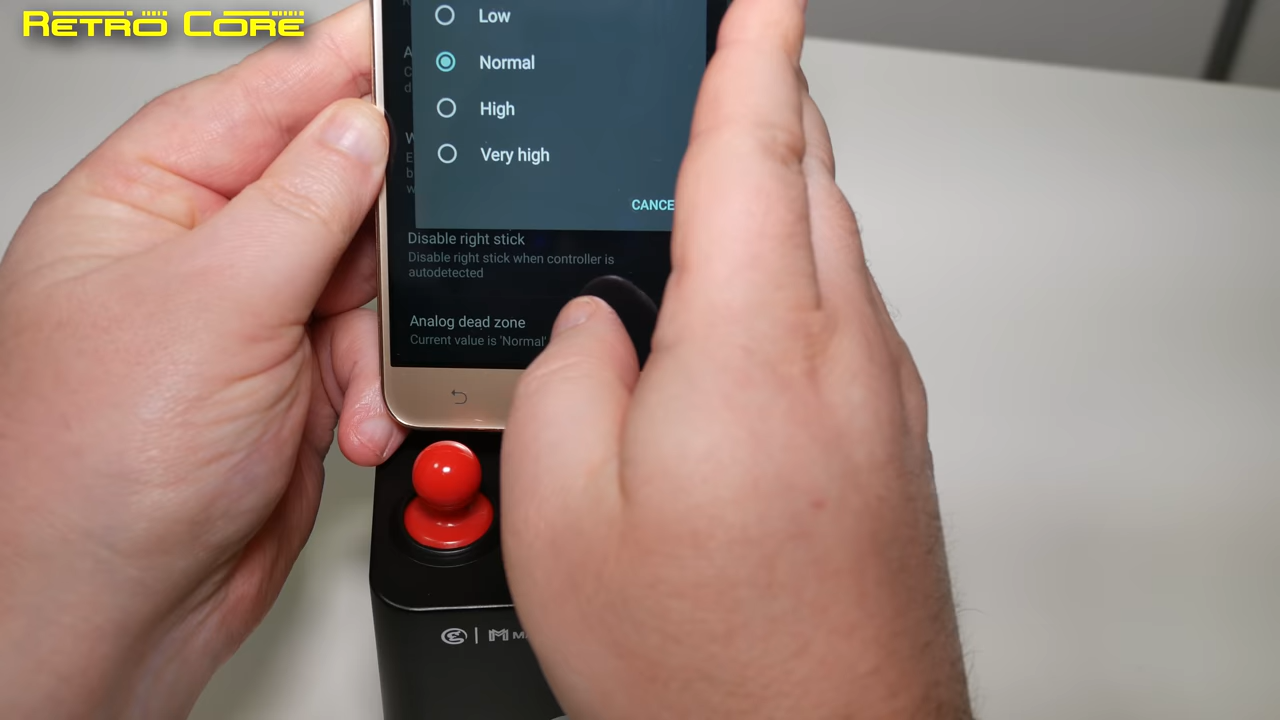 RETRO CORE
Low
Normal
High
Very high
CANCE
Disable right stick
Disable right stick when controller is
autodetected
Analog dead zone
Current value is 'Normal'